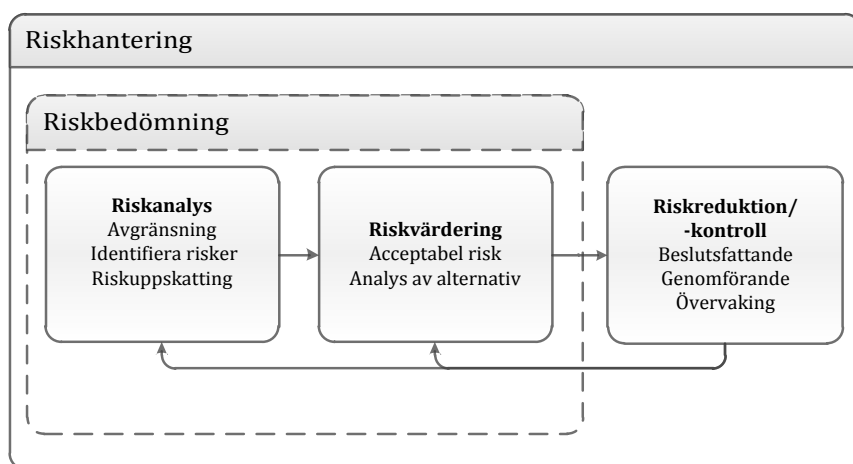 Riskhantering
Riskbedömning
Riskanalys
Avgränsning
Identifiera risker
Riskuppskatting
Riskvärdering
Acceptabel risk
Analys av alternativ
Riskreduktion/
-kontroll
Beslutsfattande
Genomförande
Övervaking